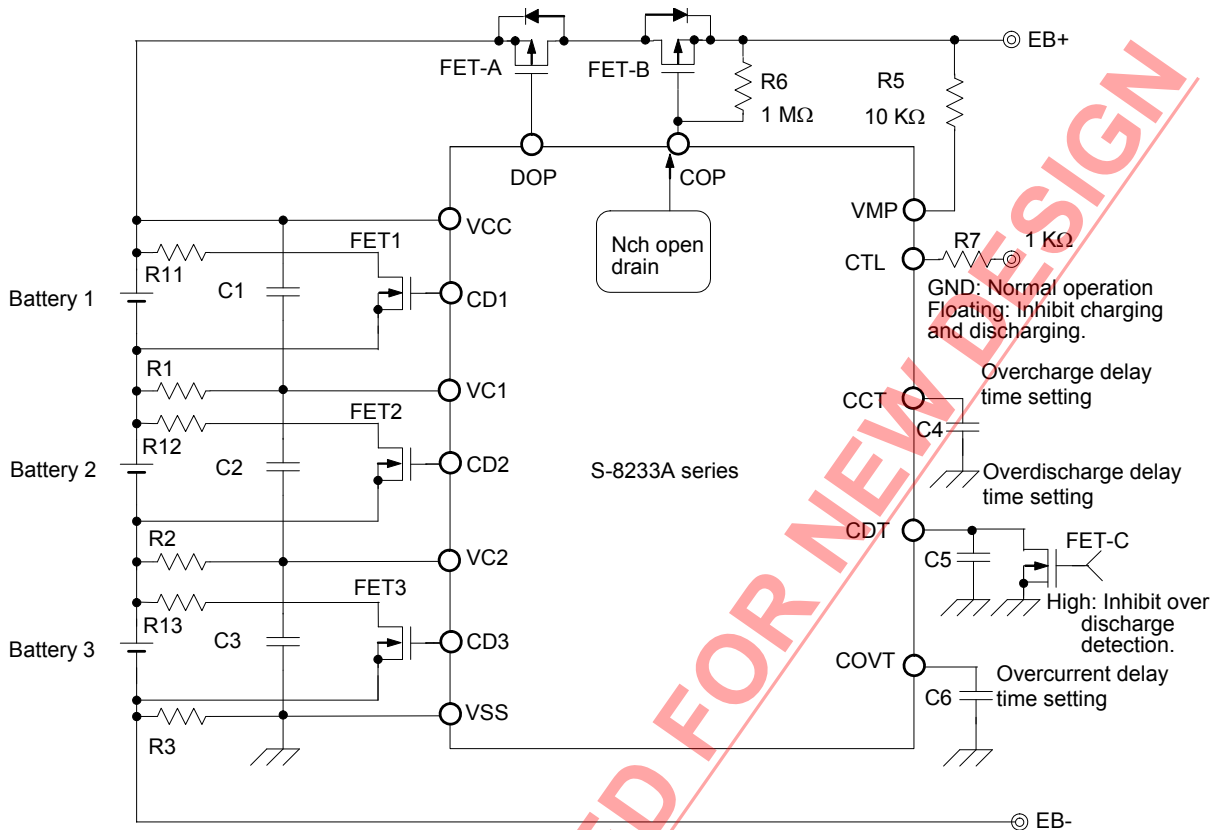 EB+
FET-A
FET-B
R6
1 MΩ
R5
10 KΩ
DOP
COP
VMP
Nch open
drain
VCC
FET1
R11
C1
Battery 1
CD1
R7
1 KΩ
CTL
GND: Normal operation
Floating: Inhibit charging
and discharging.
R1
VC1
FET2
R12
C2
Battery 2
CD2
S-8233A series
Overcharge delay
time setting
CCT
C4
Overdischarge delay
time setting
R2
VC2
FET3
R13
C3
Battery 3
CD3
CDT
C5
FET-C
High: Inhibit over
discharge
detection.
COVT
C6
Overcurrent delay
time setting
R3
VSS
EB-
ED FOR NEW DESIGN